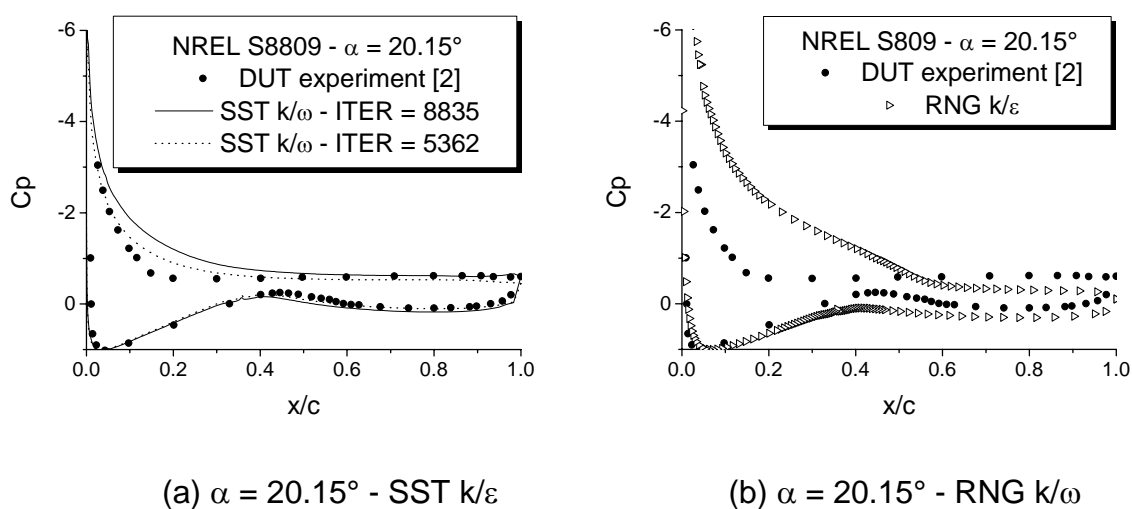 NREL S8809 - α = 20.15°
DUT experiment [2]
SST k/ω - ITER = 8835
SST k/ω - ITER = 5362
-6
-4
-2
0
Cp
0.0 0.2 0.4 0.6 0.8 1.0
x/c
(a) α = 20.15° - SST k/ε
NREL S809 - α = 20.15°
DUT experiment [2]
RNG k/ε
-6
-4
-2
0
Cp
0.0 0.2 0.4 0.6 0.8 1.0
x/c
(b) α = 20.15° - RNG k/ω